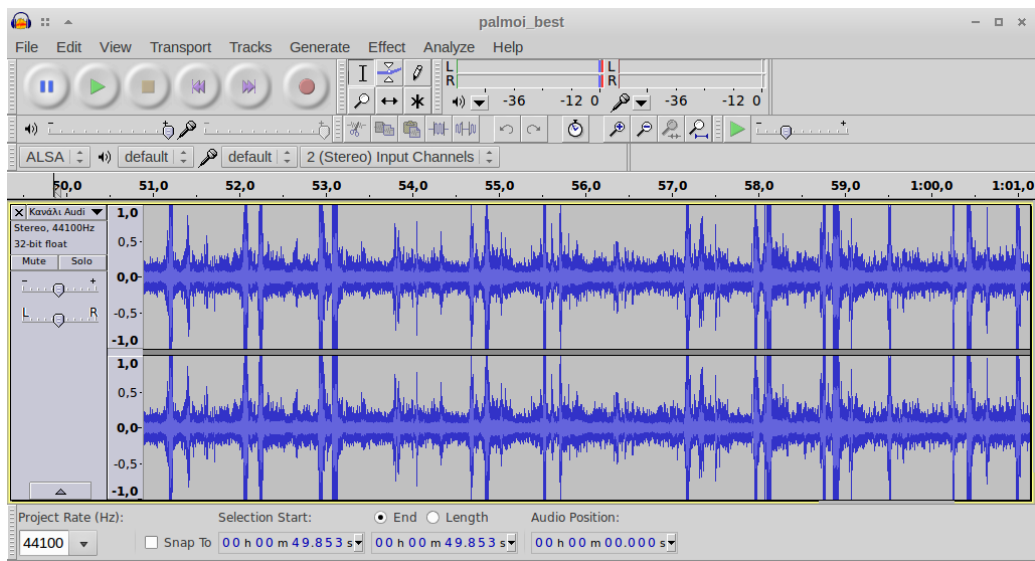 palmoi_best
File Edit View Transport Tracks Generate Effect Analyze Help
L
R
L
R
-36 -12 0 -36 -12 0
ALSA default default 2 (Stereo) Input Channels
50,0 51,0 52,0 53,0 54,0 55,0 56,0 57,0 58,0 59,0 1:00,0 1:01,0
Κανάλι Audi
Stereo, 44100Hz
32-bit float
Mute Solo
- +
L R
1,0
0,5-
0,0-
-0,5-
-1,0
1,0
0,5-
0,0-
-0,5-
-1,0
Project Rate (Hz): Selection Start: End Length Audio Position:
44100 Snap To 00 h 00 m 49.853 s 00 h 00 m 49.853 s 00 h 00 m 00.000 s